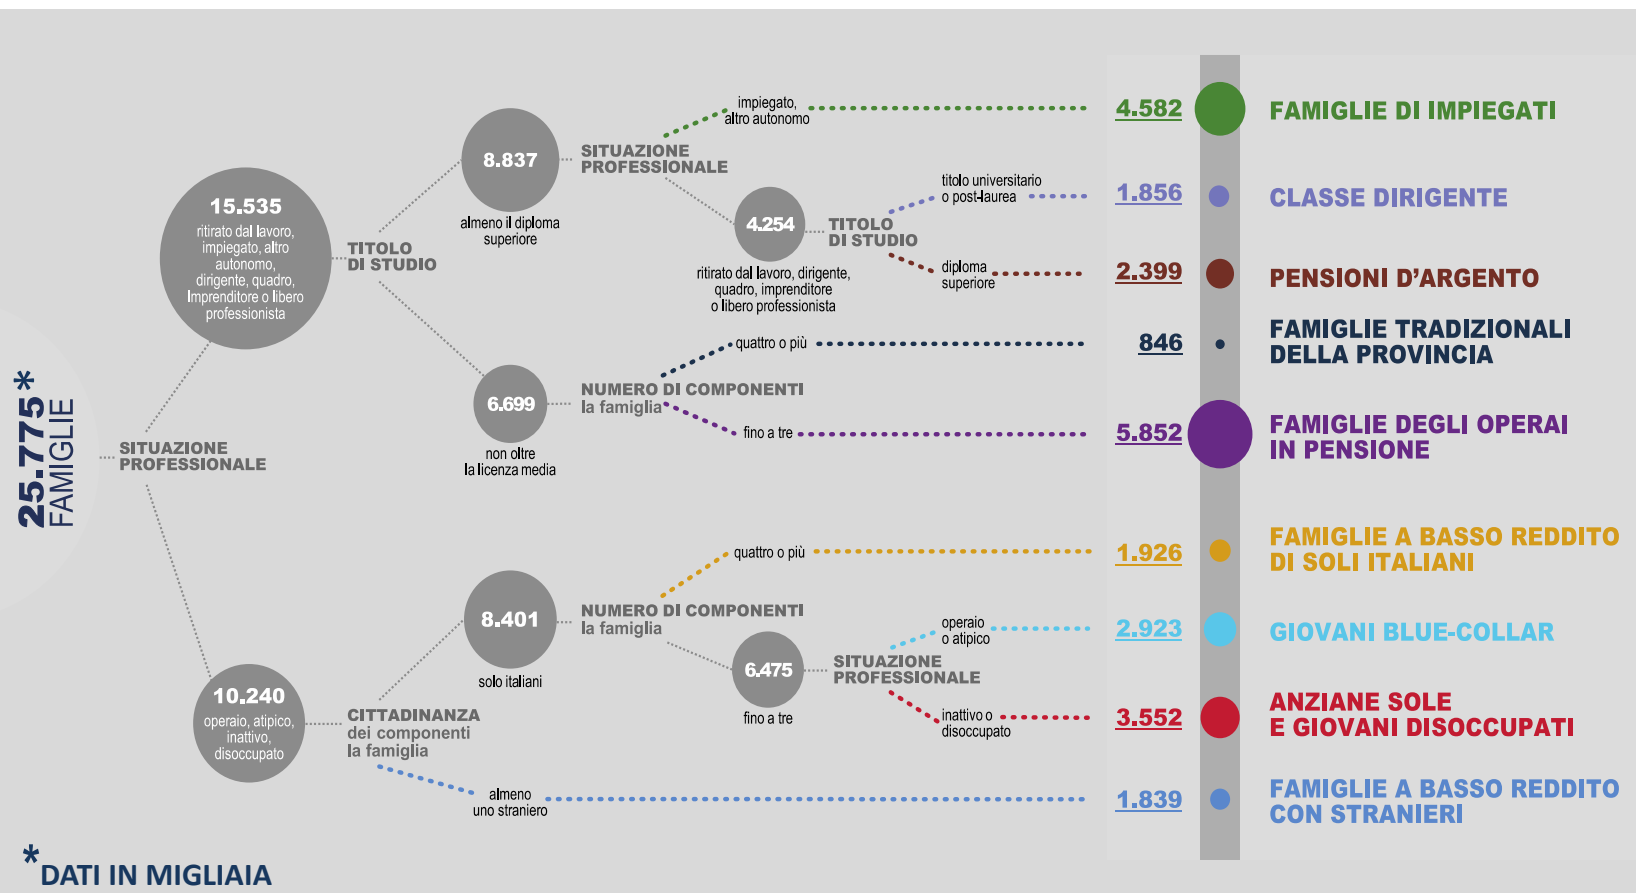 25.775*
FAMIGLIE
SITUAZIONE
PROFESSIONALE
15.535
ritirato dal lavoro,
impiegato, altro
autonomo,
dirigente, quadro,
Imprenditore o libero
professionista
TITOLO
DI STUDIO
8.837
almeno il diploma
superiore
SITUAZIONE
PROFESSIONALE
impiegato,
altro autonomo
4.582
FAMIGLIE DI IMPIEGATI
4.254
ritirato dal lavoro, dirigente,
quadro, imprenditore
o libero professionista
TITOLO
DI STUDIO
titolo universitario
o post-laurea
1.856
CLASSE DIRIGENTE
diploma
superiore
2.399
PENSIONI D'ARGENTO
6.699
non oltre
la licenza media
NUMERO DI COMPONENTI
la famiglia
quattro o più
846
FAMIGLIE TRADIZIONALI
DELLA PROVINCIA
fino a tre
5.852
FAMIGLIE DEGLI OPERAI
IN PENSIONE
10.240
operaio, atipico,
inattivo,
disoccupato
CITTADINANZA
dei componenti
la famiglia
8.401
solo italiani
NUMERO DI COMPONENTI
la famiglia
quattro o più
1.926
FAMIGLIE A BASSO REDDITO
DI SOLI ITALIANI
6.475
fino a tre
SITUAZIONE
PROFESSIONALE
operaio
o atipico
2.923
GIOVANI BLUE-COLLAR
inattivo o
disoccupato
3.552
ANZIANE SOLE
E GIOVANI DISOCCUPATI
almeno
uno straniero
1.839
FAMIGLIE A BASSO REDDITO
CON STRANIERI
*DATI IN MIGLIAIA